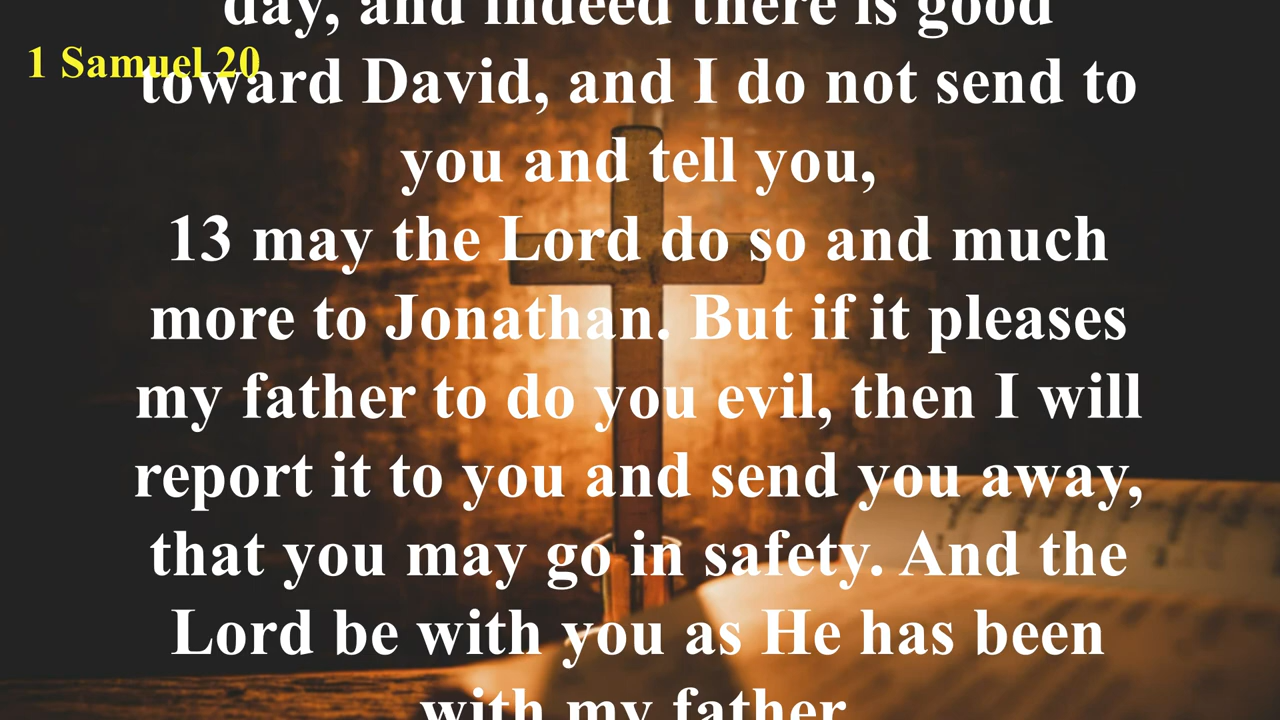 day, and indeed there is good
1 Samuel 20
toward David, and I do not send to
you and tell you,
13 may the Lord do so and much
more to Jonathan. But if it pleases
my father to do you evil, then I will
report it to you and send you away,
that you may go in safety. And the
Lord be with you as He has been
with my father.